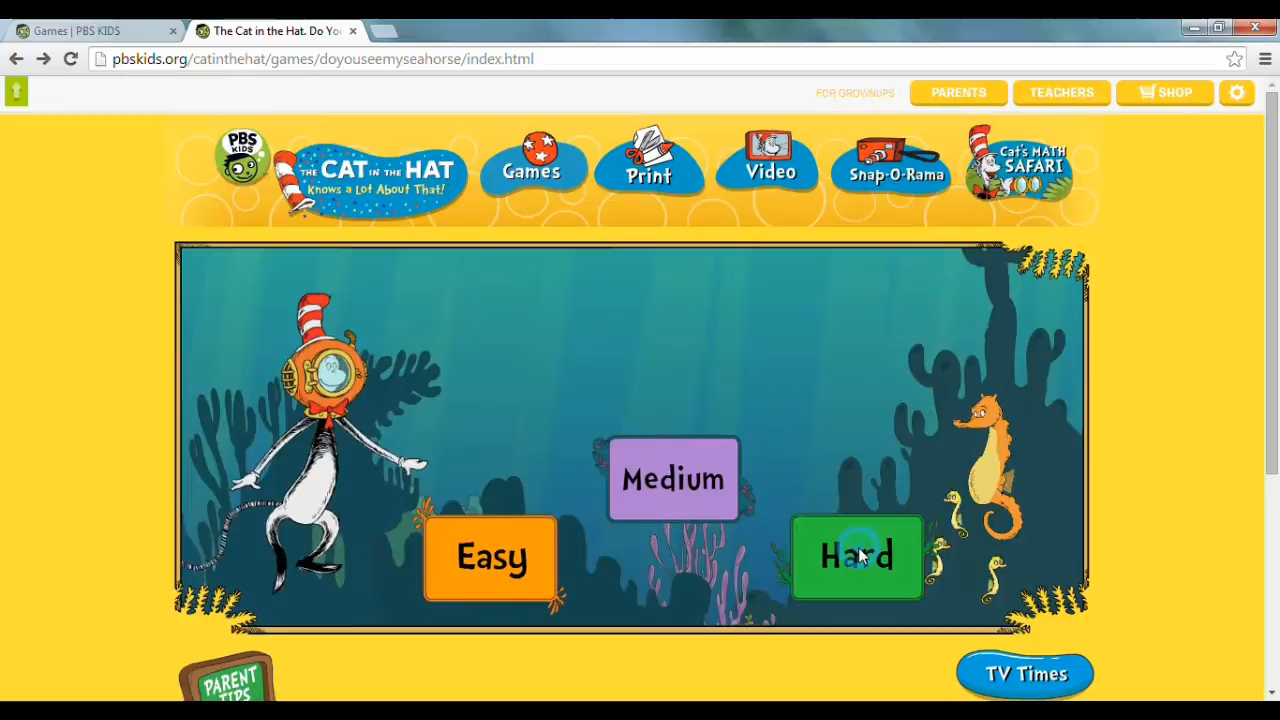 Games | PBS KIDS
The Cat in the Hat. Do Yo
pbskids.org/catinthehat/games/doyouseemyseahorse/index.html
FOR GROWNUPS
PARENTS
TEACHERS
SHOP
PBS
KIDS
THE CAT IN THE HAT
Knows a Lot About That!
Games
Print
Video
Snap-O-Rama
Cat's MATH
SAFARI
Medium
Easy
Hard
PARENT
TIPS
TV Times